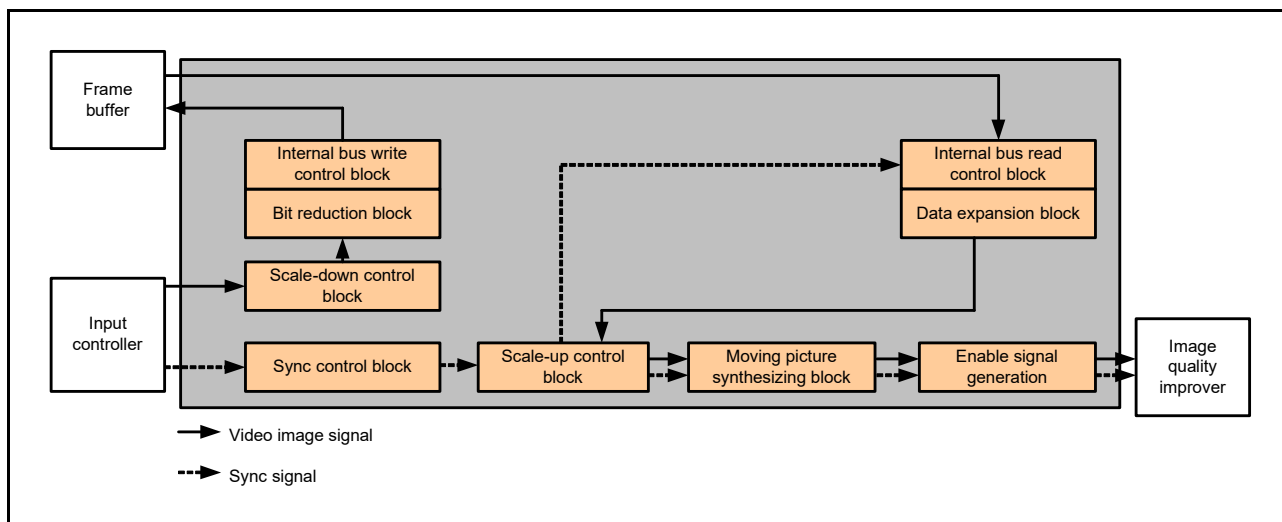 Frame
buffer
Internal bus write
control block
Bit reduction block
Scale-down control
block
Internal bus read
control block
Data expansion block
Input
controller
Sync control block
Scale-up control
block
Moving picture
synthesizing block
Enable signal
generation
Image
quality
improver
Video image signal
Sync signal